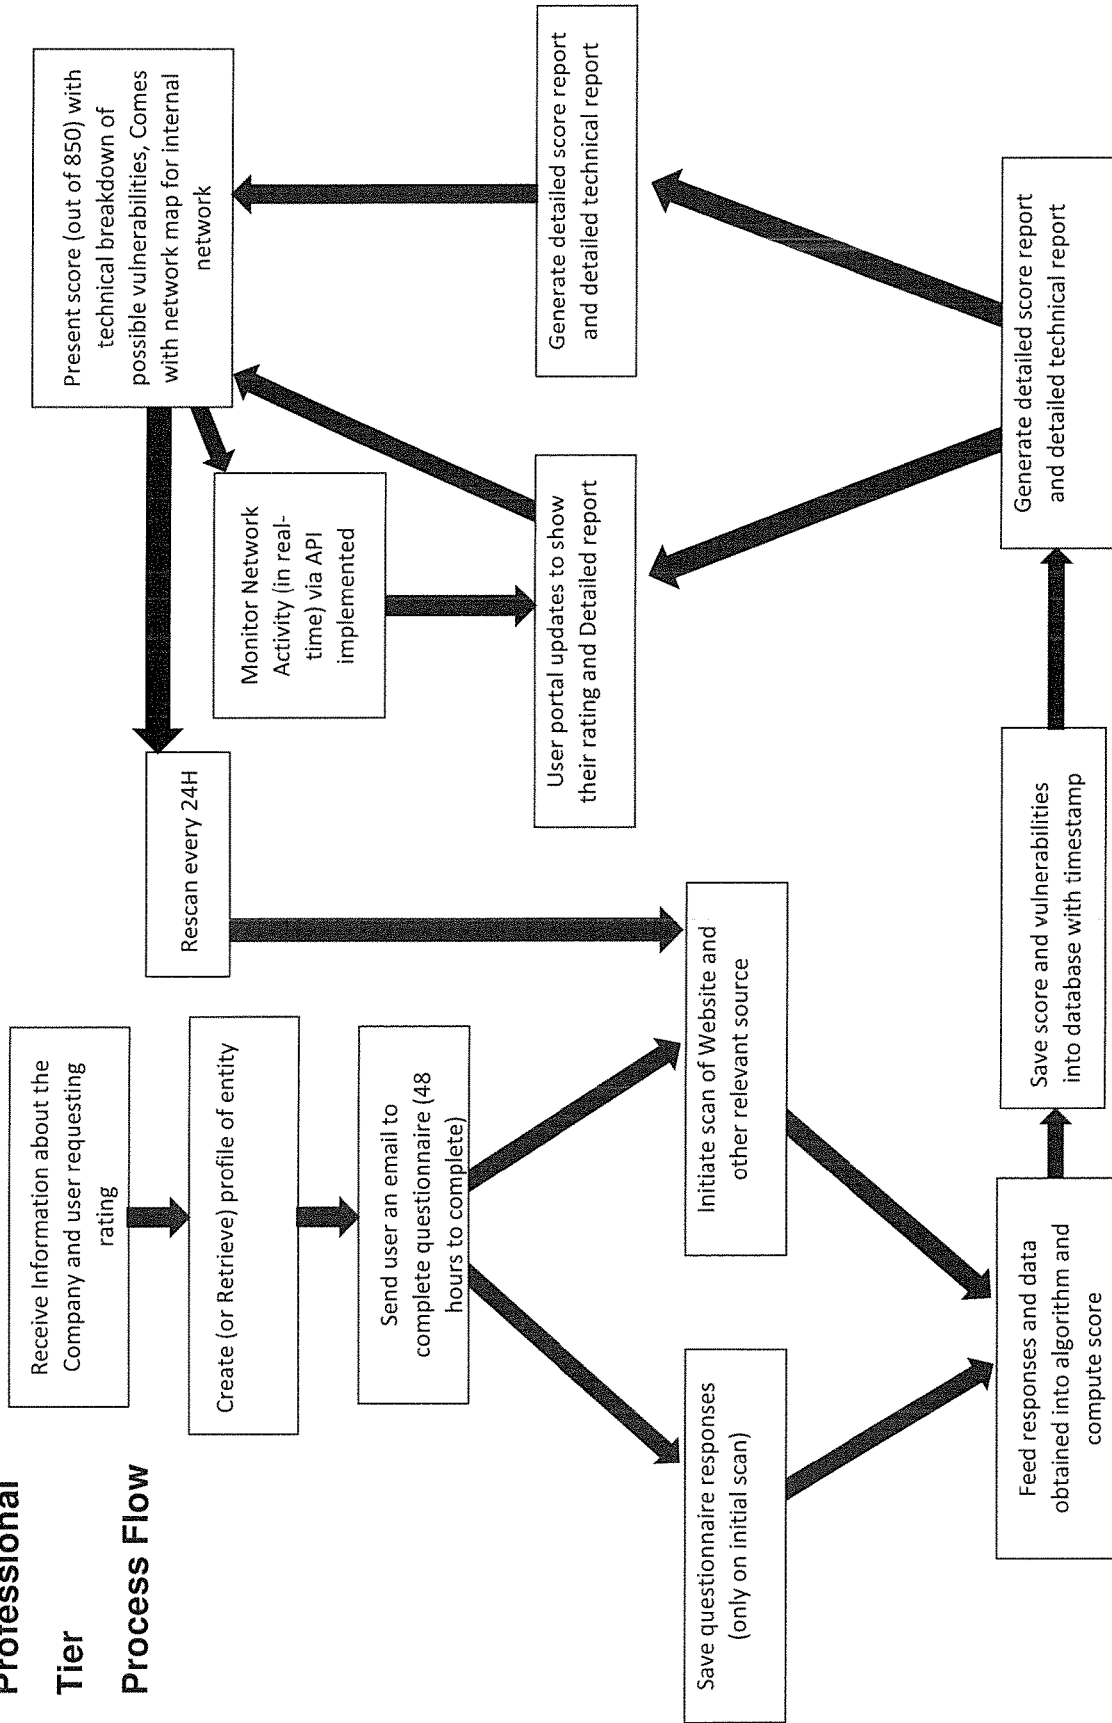 Professional
Tier
Process Flow
Receive Information about the
Company and user requesting
rating
Create (or Retrieve) profile of entity
Send user an email to
complete questionnaire (48
hours to complete)
Save questionnaire responses
(only on initial scan)
Initiate scan of Website and
other relevant source
Feed responses and data
obtained into algorithm and
compute score
Save score and vulnerabilities
into database with timestamp
Generate detailed score report
and detailed technical report
User portal updates to show
their rating and Detailed report
Generate detailed score report
and detailed technical report
Monitor Network
Activity (in real-
time) via API
implemented
Present score (out of 850) with
technical breakdown of
possible vulnerabilities, Comes
with network map for internal
network
Rescan every 24H